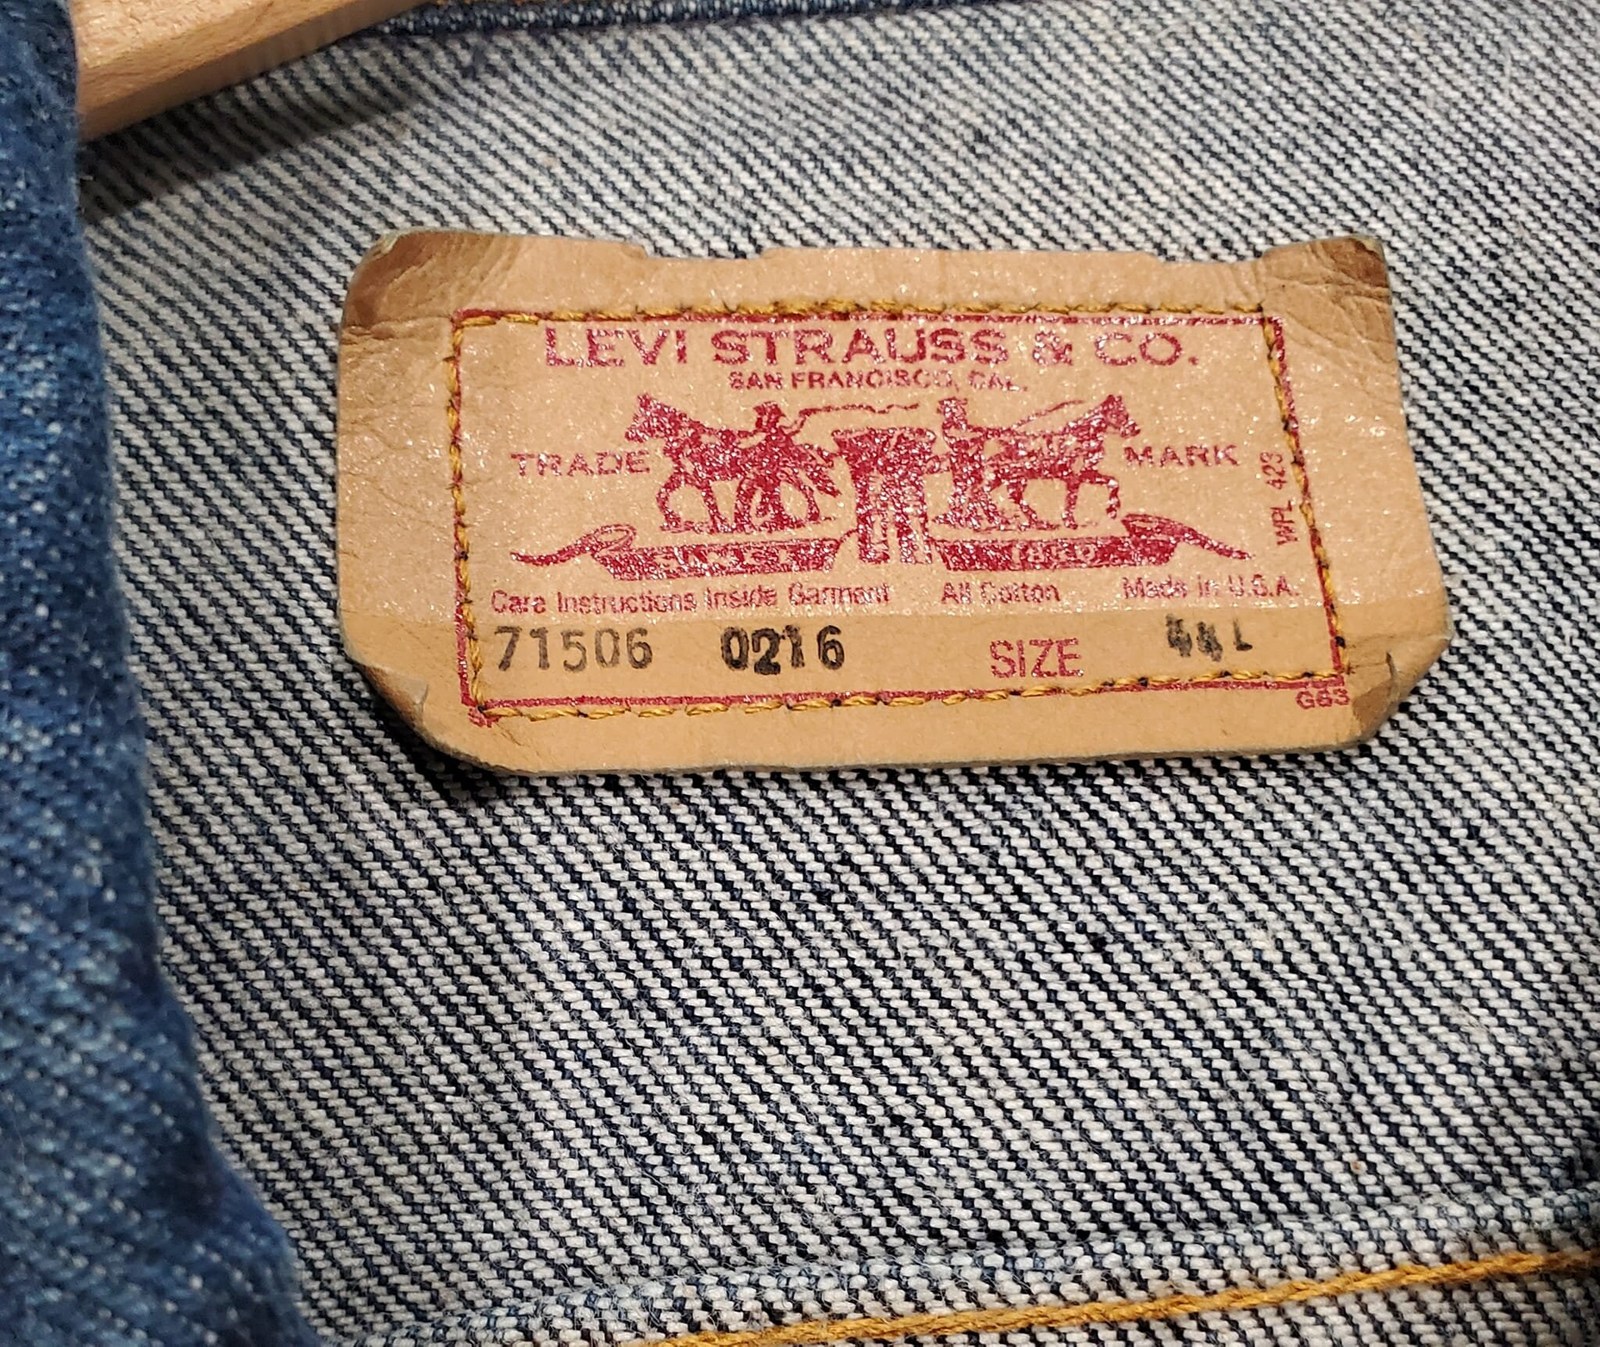 LEVI STRAUSS & CO.
SAN FRANCISCO, CAL.
TRADE MARK
WPL 423
Care Instructions Inside Garment All Cotton Made in U.S.A.
71506 0216 SIZE 44L
G63